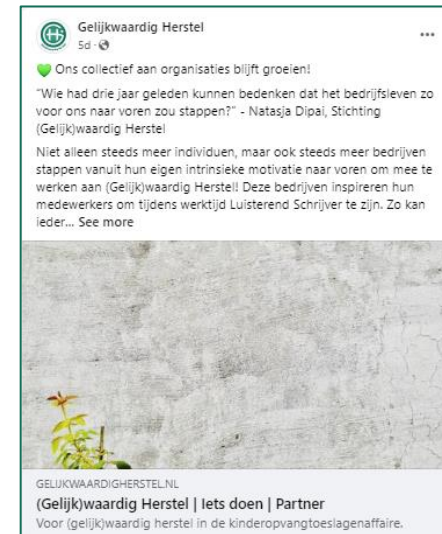 Gelijkwaardig Herstel
5d ·
Ons collectief aan organisaties blijft groeien!
"Wie had drie jaar geleden kunnen bedenken dat het bedrijfsleven zo
voor ons naar voren zou stappen?" - Natasja Dipai, Stichting
(Gelijk)waardig Herstel
Niet alleen steeds meer individuen, maar ook steeds meer bedrijven
stappen vanuit hun eigen intrinsieke motivatie naar voren om mee te
werken aan (Gelijk)waardig Herstel! Deze bedrijven inspireren hun
medewerkers om tijdens werktijd Luisterend Schrijver te zijn. Zo kan
ieder... See more
GELIJKWAARDIGHERSTEL.NL
(Gelijk)waardig Herstel | Iets doen | Partner
Voor (gelijk)waardig herstel in de kinderopvangtoeslagenaffaire.